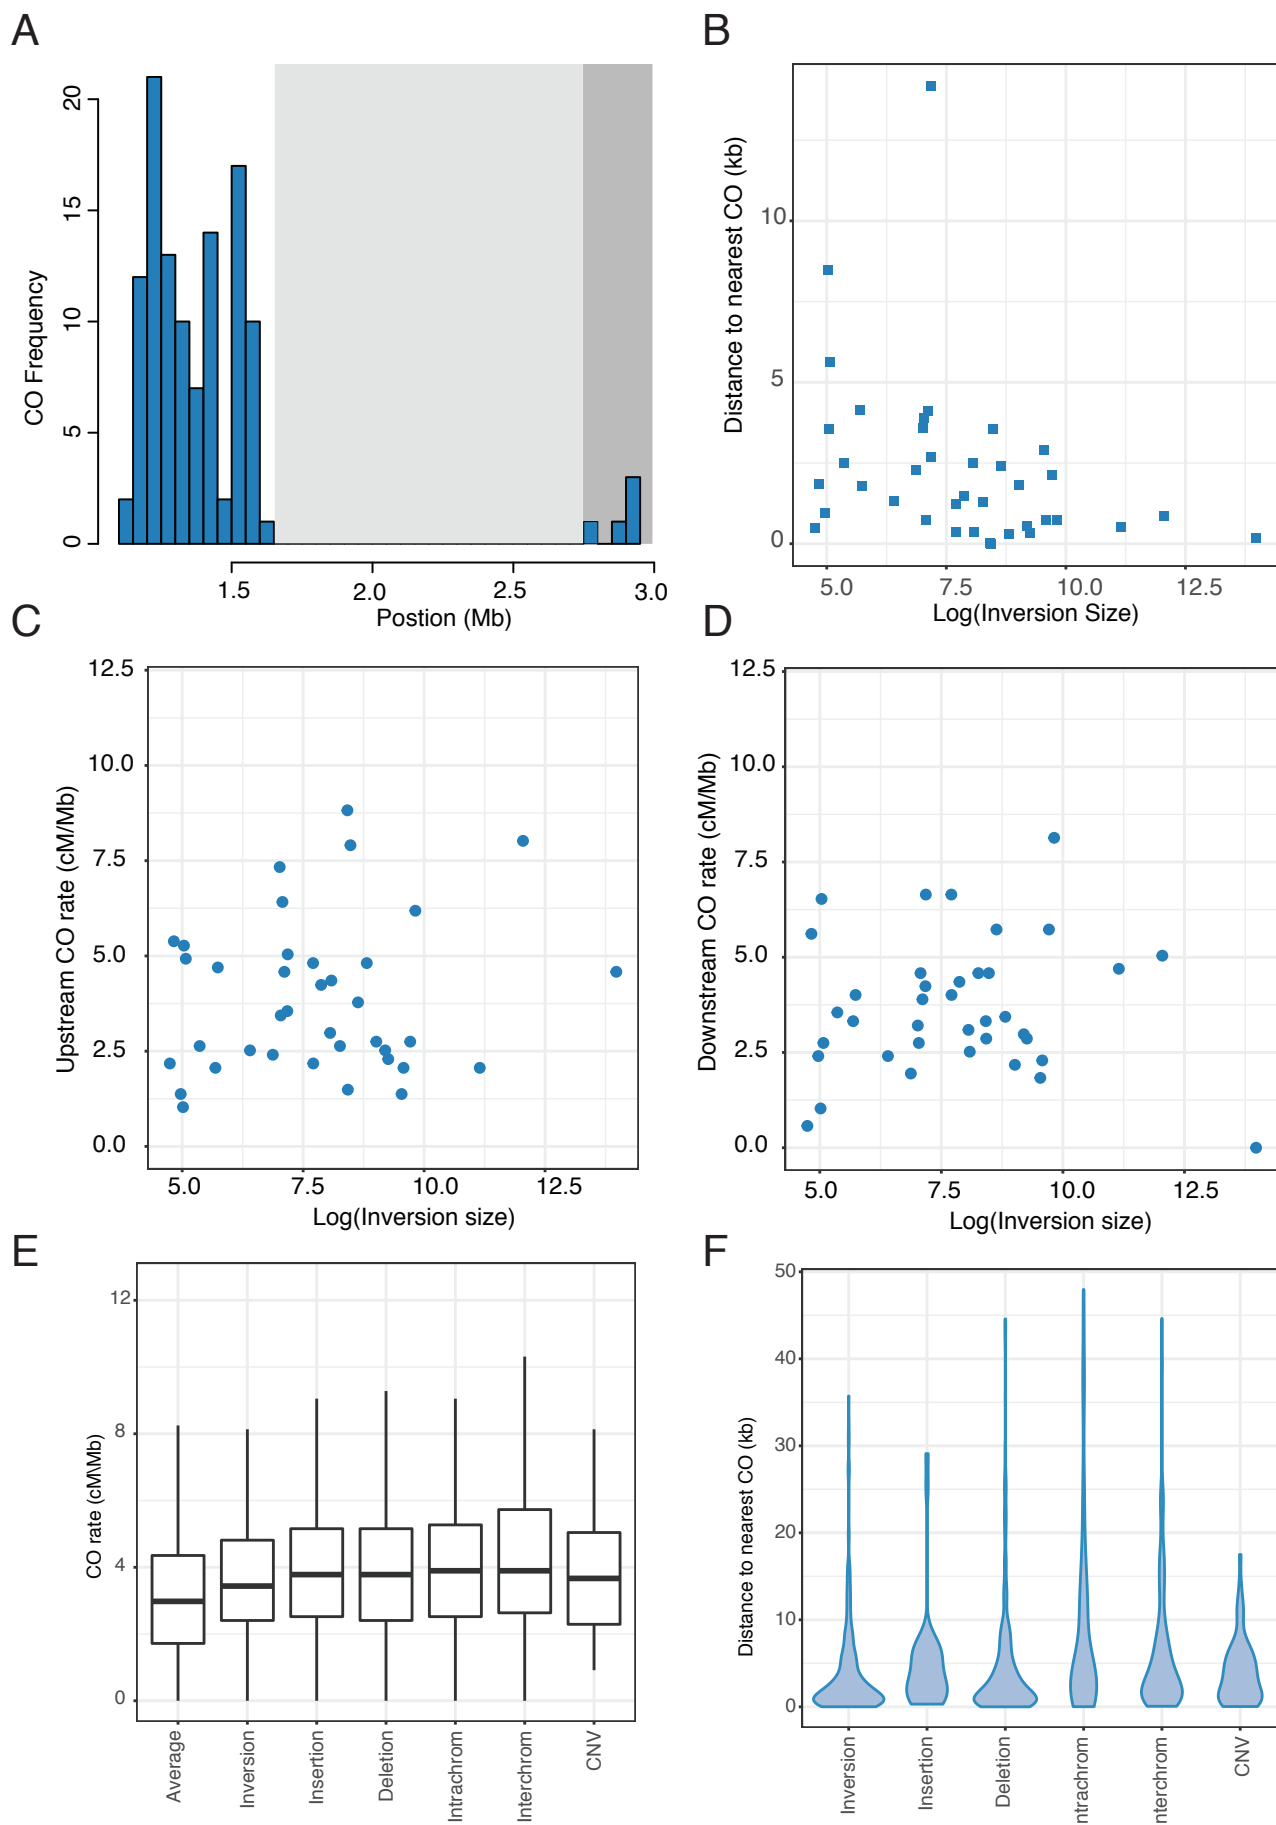 A
CO Frequency
20
15
10
5
0
1.5
2.0
2.5
3.0
Postion (Mb)
B
Distance to nearest CO (kb)
10
5
0
5.0
7.5
10.0
12.5
Log(Inversion Size)
C
Upstream CO rate (cM/Mb)
12.5
10.0
7.5
5.0
2.5
0.0
5.0
7.5
10.0
12.5
Log(Inversion size)
D
Downstream CO rate (cM/Mb)
12.5
10.0
7.5
5.0
2.5
0.0
5.0
7.5
10.0
12.5
Log(Inversion size)
E
CO rate (cM\Mb)
12
8
4
0
Average
Inversion
Insertion
Deletion
Intrachrom
Interchrom
CNV
F
Distance to nearest CO (kb)
50
40
30
20
10
0
Inversion
Insertion
Deletion
ntrachrom
nterchrom
CNV